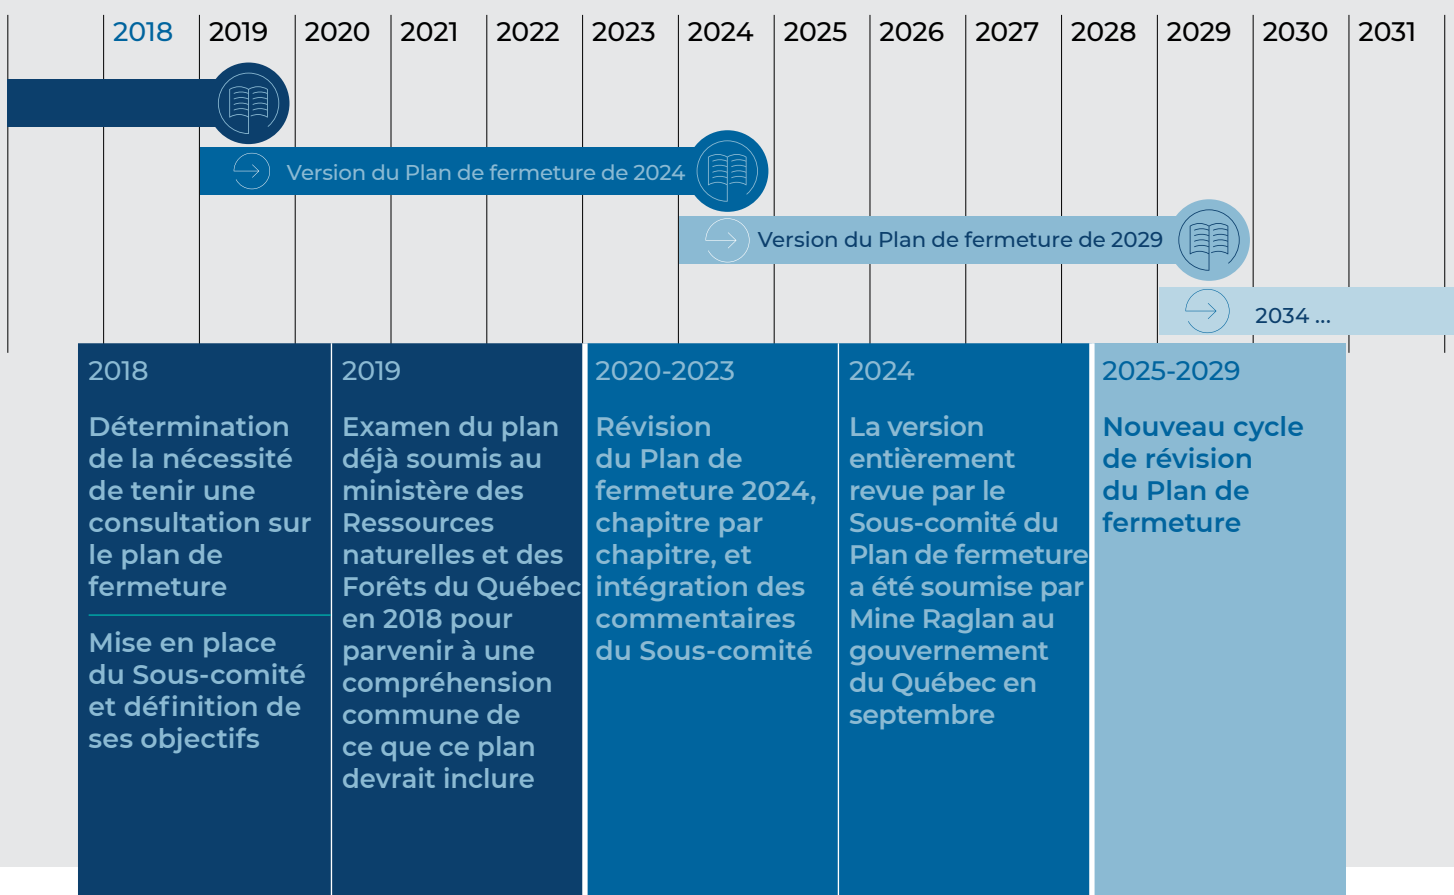 2018 2019 2020 2021 2022 2023 2024 2025 2026 2027 2028 2029 2030 2031
Version du Plan de fermeture de 2024
Version du Plan de fermeture de 2029
2034 ...
2018
Détermination
de la nécessité
de tenir une
consultation sur
le plan de
fermeture
Mise en place
du Sous-comité
et définition de
ses objectifs
2019
Examen du plan
déjà soumis au
ministère des
Ressources
naturelles et des
Forêts du Québec
en 2018 pour
parvenir à une
compréhension
commune de
ce que ce plan
devrait inclure
2020-2023
Révision
du Plan de
fermeture 2024,
chapitre par
chapitre, et
intégration des
commentaires
du Sous-comité
2024
La version
entièrement
revue par le
Sous-comité du
Plan de fermeture
a été soumise par
Mine Raglan au
gouvernement
du Québec en
septembre
2025-2029
Nouveau cycle
de révision
du Plan de
fermeture